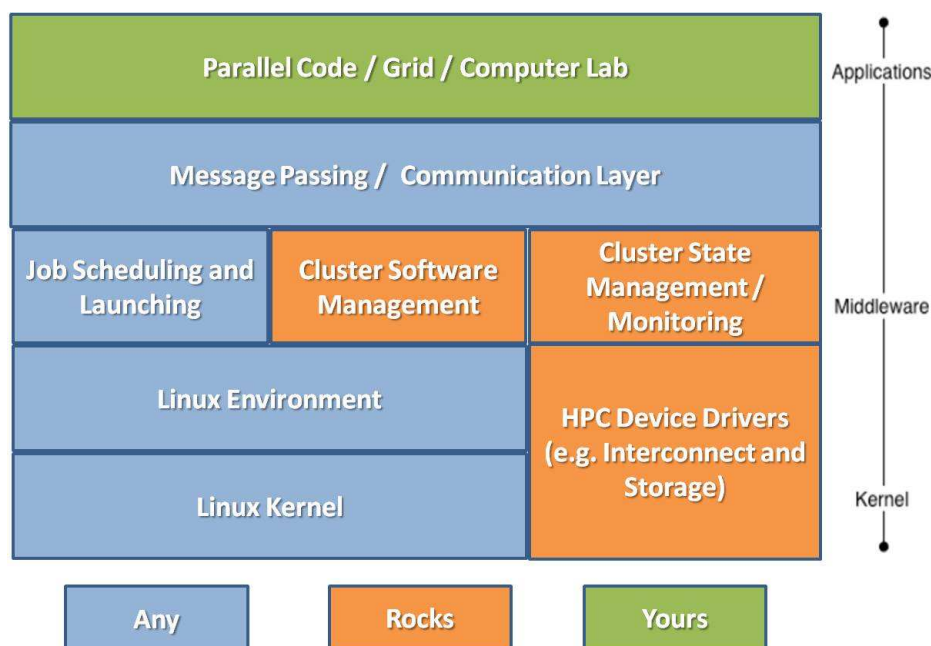 Parallel Code / Grid / Computer Lab
Applications
Message Passing / Communication Layer
Job Scheduling and
Launching
Cluster Software
Management
Cluster State
Management /
Monitoring
Middleware
Linux Environment
HPC Device Drivers
(e.g. Interconnect and
Storage)
Linux Kernel
Kernel
Any
Rocks
Yours